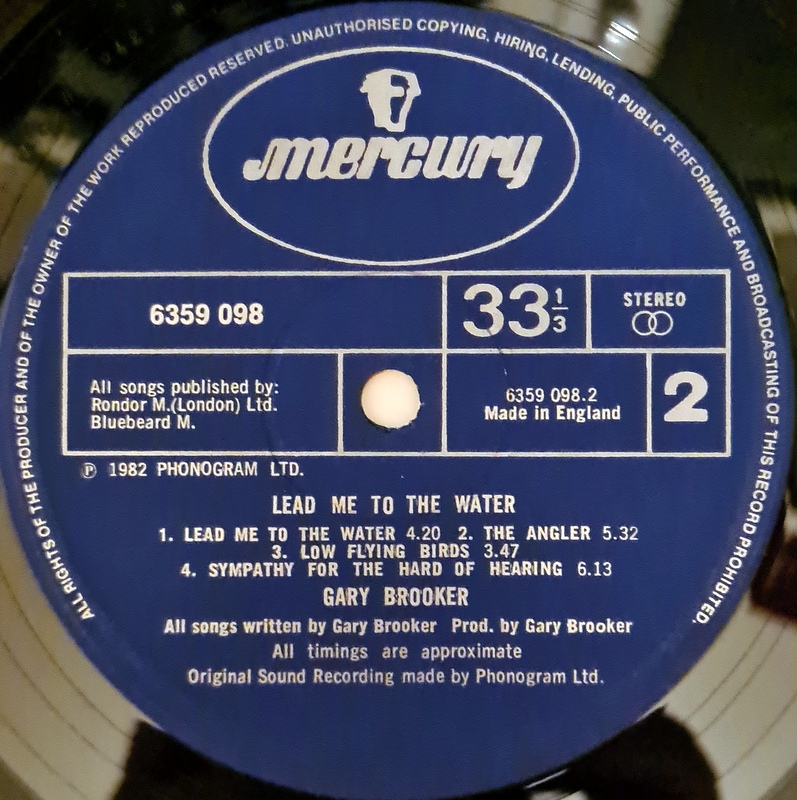 ALL RIGHTS OF THE PRODUCER AND OF THE OWNER OF THE WORK REPRODUCED RESERVED. UNAUTHORISED COPYING, HIRING, LENDING, PUBLIC PERFORMANCE AND BROADCASTING OF THIS RECORD PROHIBITED.
mercury
6359 098
33 1/3
STEREO
All songs published by:
Rondor M.(London) Ltd.
Bluebeard M.
6359 098.2
Made in England
2
Ⓟ 1982 PHONOGRAM LTD.
LEAD ME TO THE WATER
1. LEAD ME TO THE WATER 4.20 2. THE ANGLER 5.32
3. LOW FLYING BIRDS 3.47
4. SYMPATHY FOR THE HARD OF HEARING 6.13
GARY BROOKER
All songs written by Gary Brooker Prod. by Gary Brooker
All timings are approximate
Original Sound Recording made by Phonogram Ltd.